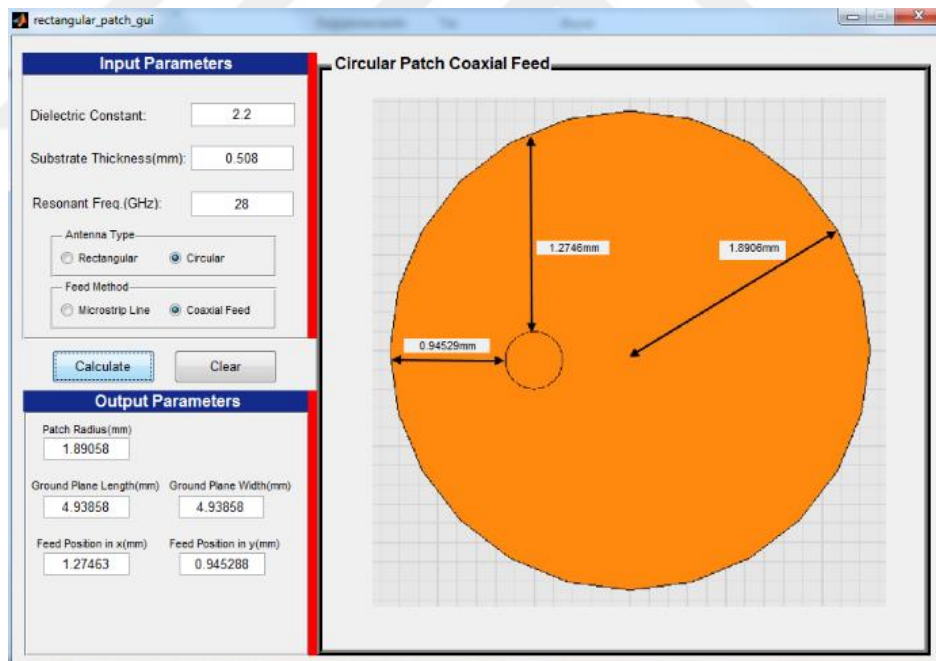 rectangular_patch_gui
Input Parameters
Dielectric Constant: 2.2
Substrate Thickness(mm): 0.508
Resonant Freq.(GHz): 28
Antenna Type
Rectangular Circular
Feed Method
Microstrip Line Coaxial Feed
Calculate Clear
Output Parameters
Patch Radius(mm)
1.89058
Ground Plane Length(mm) Ground Plane Width(mm)
4.93858 4.93858
Feed Position in x(mm) Feed Position in y(mm)
1.27463 0.945288
Circular Patch Coaxial Feed
1.2746mm
1.8906mm
0.94529mm